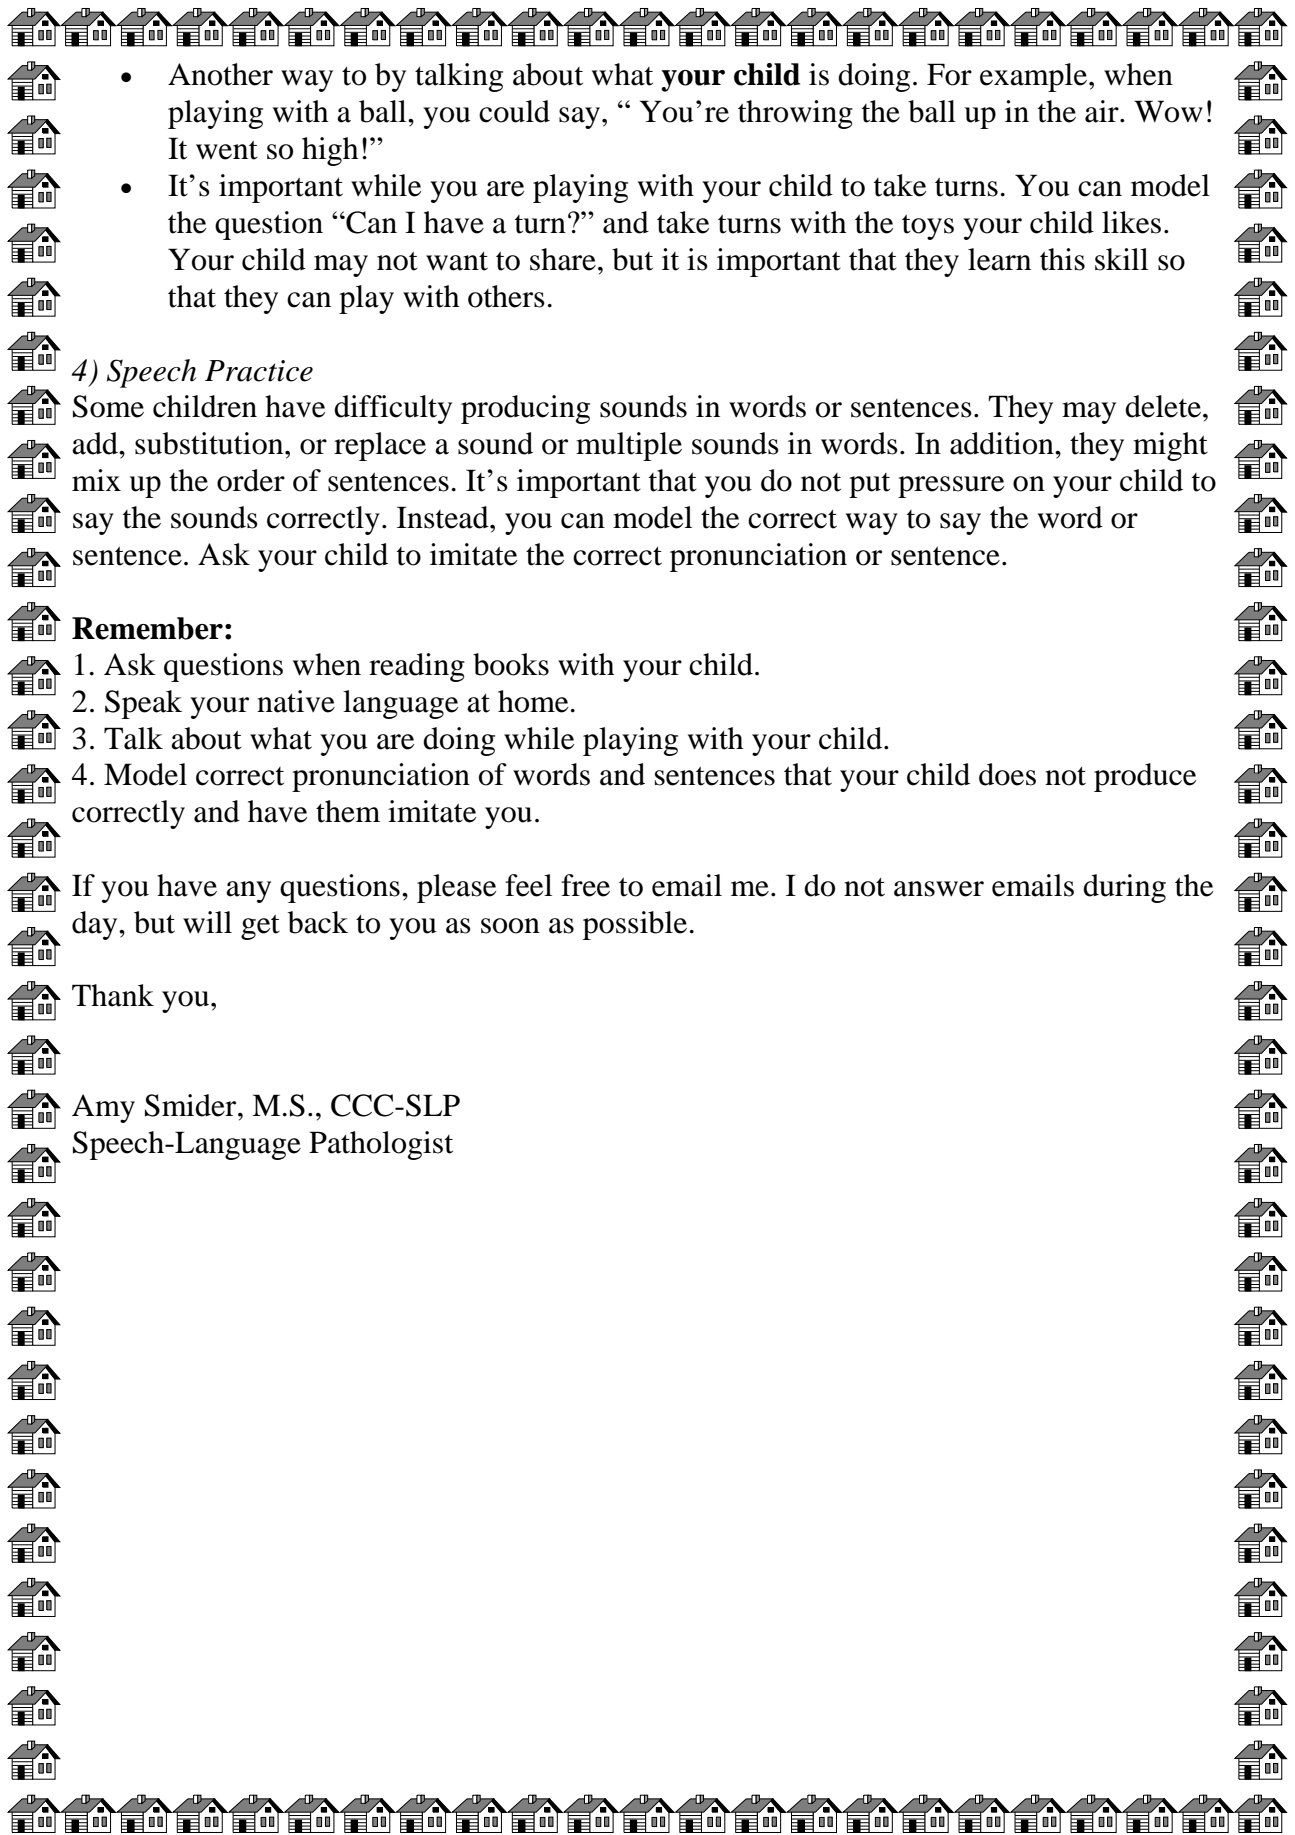 • Another way to by talking about what your child is doing. For example, when
playing with a ball, you could say, “ You’re throwing the ball up in the air. Wow!
It went so high!”
• It’s important while you are playing with your child to take turns. You can model
the question “Can I have a turn?” and take turns with the toys your child likes.
Your child may not want to share, but it is important that they learn this skill so
that they can play with others.
4) Speech Practice
Some children have difficulty producing sounds in words or sentences. They may delete,
add, substitution, or replace a sound or multiple sounds in words. In addition, they might
mix up the order of sentences. It’s important that you do not put pressure on your child to
say the sounds correctly. Instead, you can model the correct way to say the word or
sentence. Ask your child to imitate the correct pronunciation or sentence.
Remember:
1. Ask questions when reading books with your child.
2. Speak your native language at home.
3. Talk about what you are doing while playing with your child.
4. Model correct pronunciation of words and sentences that your child does not produce
correctly and have them imitate you.
If you have any questions, please feel free to email me. I do not answer emails during the
day, but will get back to you as soon as possible.
Thank you,
Amy Smider, M.S., CCC-SLP
Speech-Language Pathologist